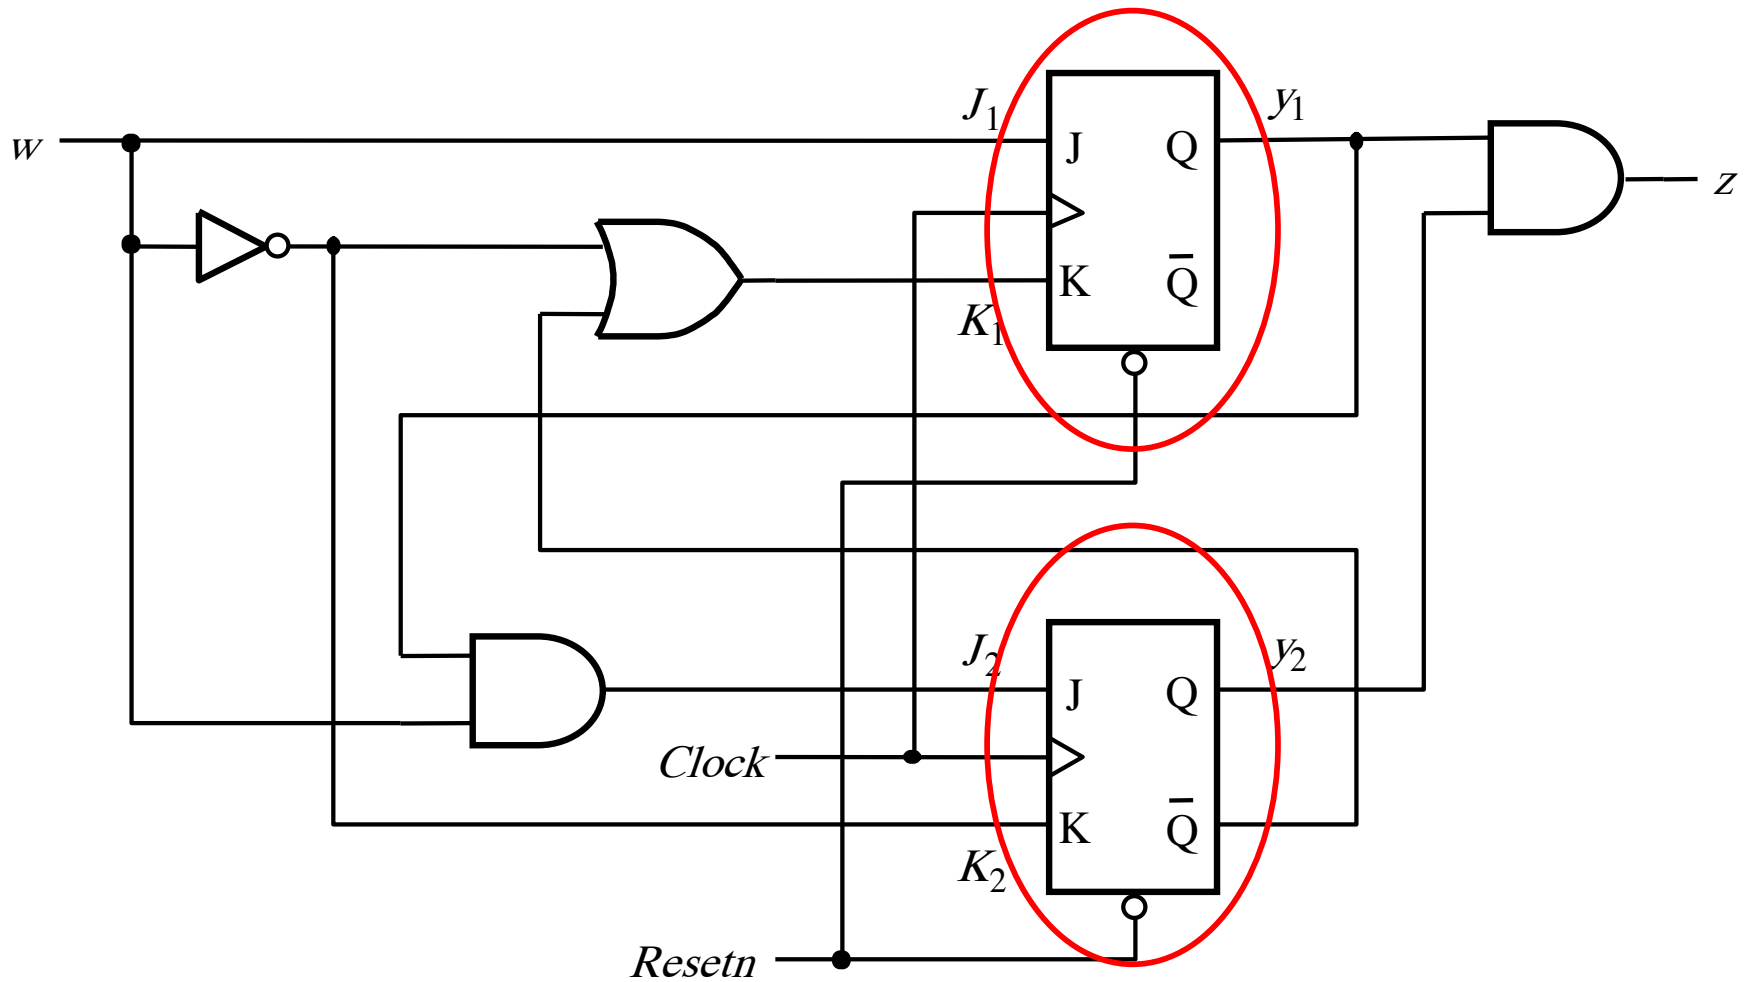 J₁
y₁
w
J
Q
z
K
Q̅
K₁
J₂
y₂
J
Q
Clock
K
Q̅
K₂
Resetn